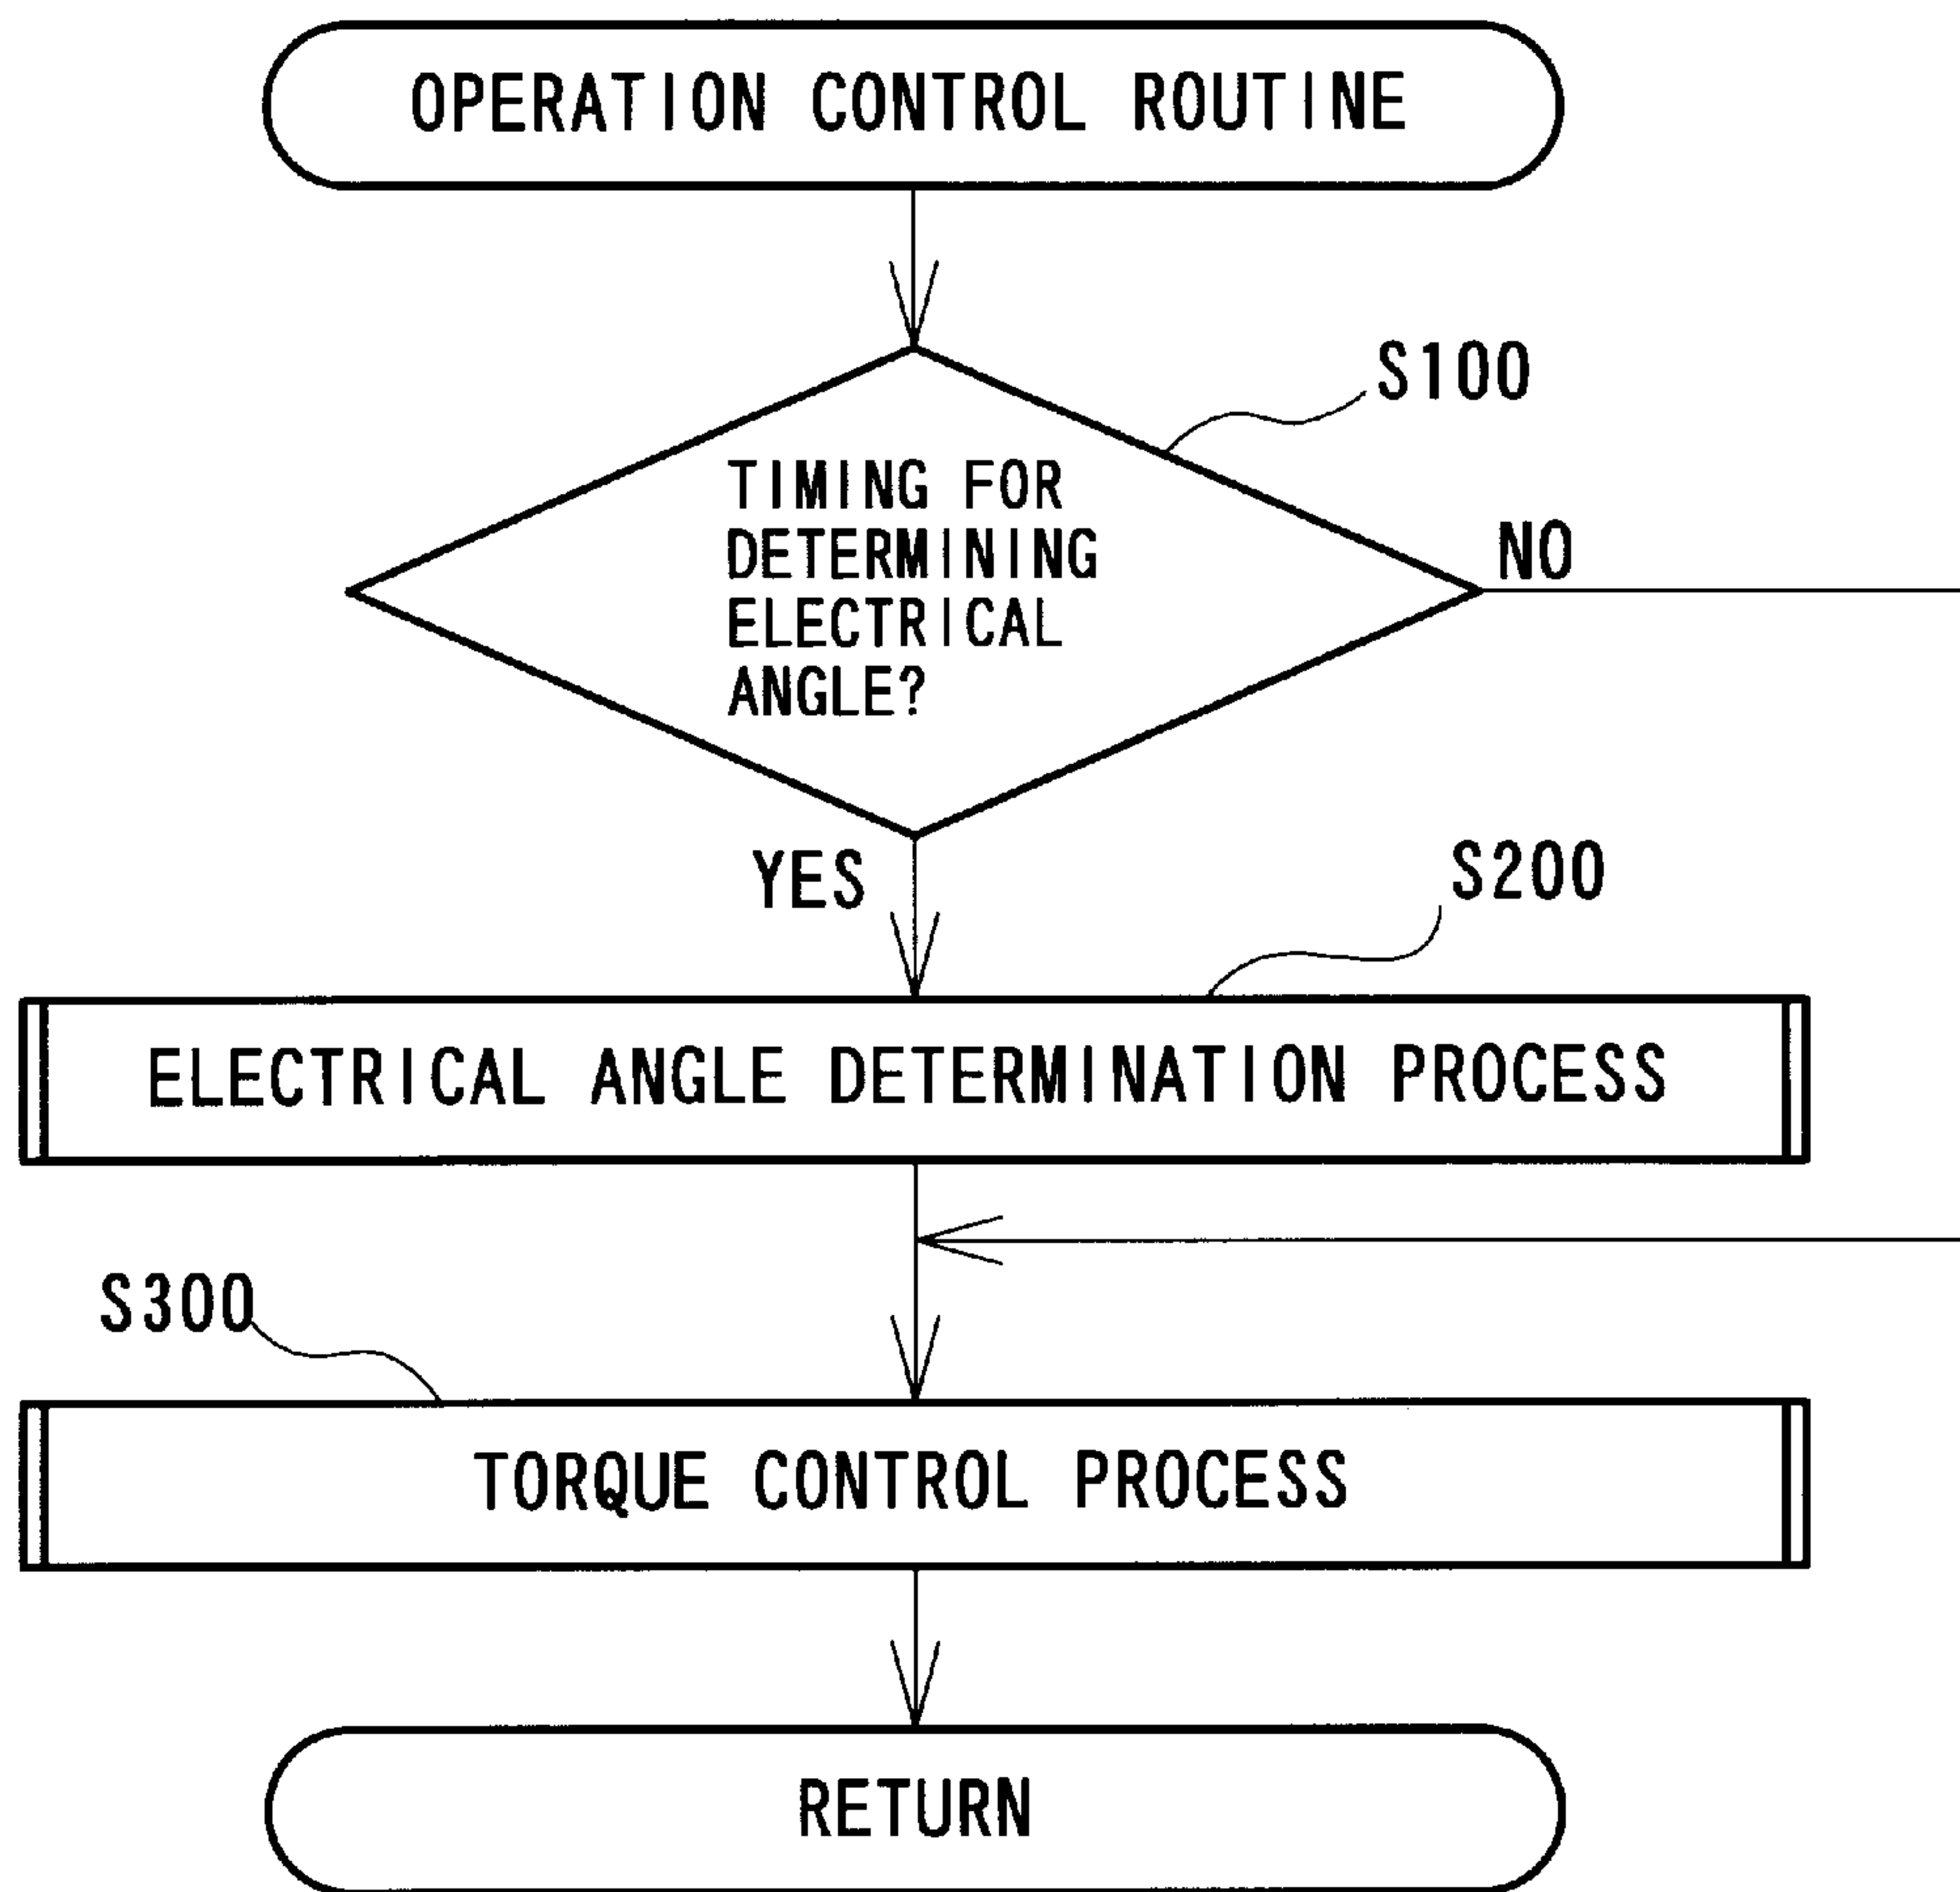 OPERATION CONTROL ROUTINE
S100
TIMING FOR
DETERMINING
ELECTRICAL
ANGLE?
NO
YES
S200
ELECTRICAL ANGLE DETERMINATION PROCESS
S300
TORQUE CONTROL PROCESS
RETURN